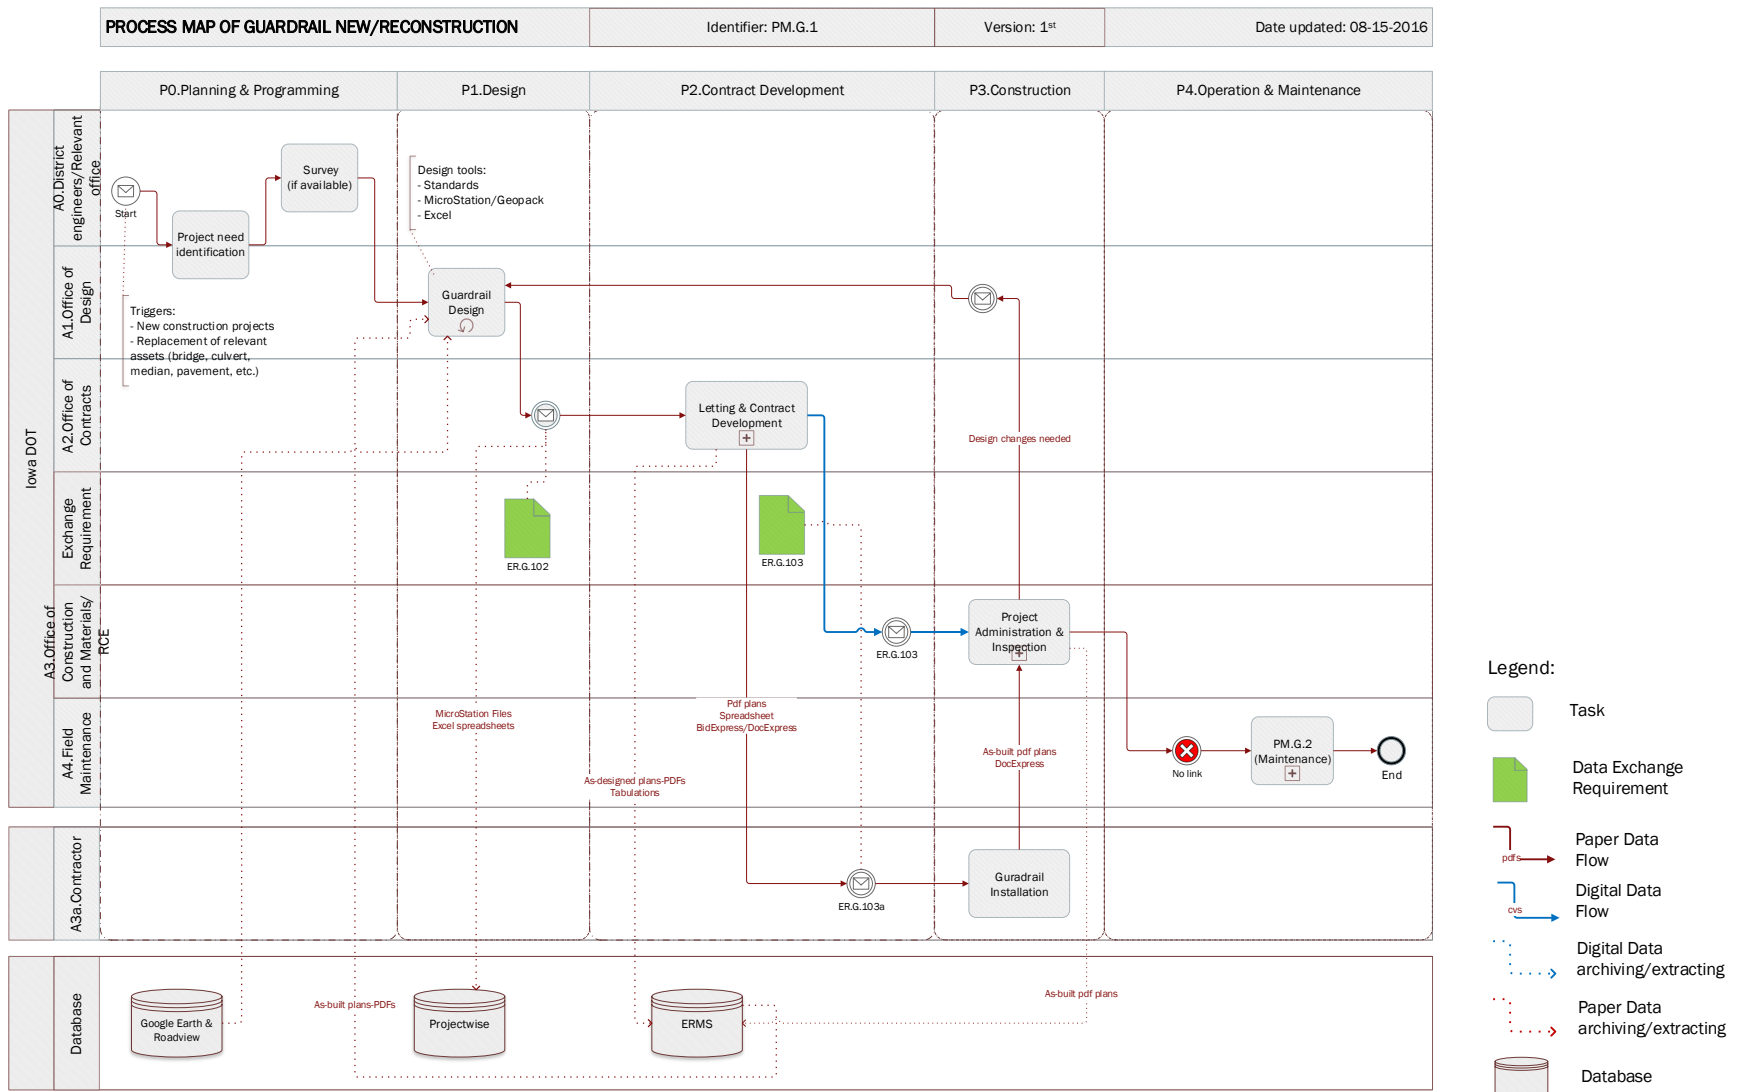 PROCESS MAP OF GUARDRAIL NEW/RECONSTRUCTION
Identifier: PM.G.1
Version: 1st
Date updated: 08-15-2016
P0.Planning & Programming
P1.Design
P2.Contract Development
P3.Construction
P4.Operation & Maintenance
Iowa DOT
A0.District
engineers/Relevant
office
Start
Project need
identification
Survey
(if available)
Design tools:
- Standards
- MicroStation/Geopack
- Excel
A1.Office of
Design
Triggers:
- New construction projects
- Replacement of relevant
assets (bridge, culvert,
median, pavement, etc.)
Guardrail
Design
A2.Office of
Contracts
Letting & Contract
Development
Design changes needed
Exchange
Requirement
ER.G.102
ER.G.103
A3.Office of
Construction
and Materials/
RCE
ER.G.103
Project
Administration &
Inspection
A4.Field
Maintenance
MicroStation Files
Excel spreadsheets
Pdf plans
Spreadsheet
BidExpress/DocExpress
As-designed plans-PDFs
Tabulations
As-built pdf plans
DocExpress
No link
PM.G.2
(Maintenance)
End
A3a.Contractor
ER.G.103a
Guradrail
Installation
Database
Google Earth &
Roadview
As-built plans-PDFs
Projectwise
ERMS
As-built pdf plans
Legend:
Task
Data Exchange
Requirement
pdfs
Paper Data
Flow
cvs
Digital Data
Flow
Digital Data
archiving/extracting
Paper Data
archiving/extracting
Database